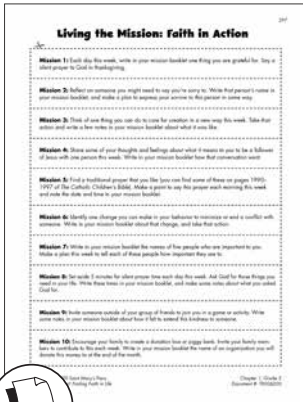 Living the Mission: Faith in Action
Mission 1: Each day this week, write in your mission booklet one thing you are grateful for. Say a
silent prayer to God in thanksgiving.
Mission 2: Reflect on someone you might need to say you're sorry to. Write that person's name in
your mission booklet, and make a plan to express your sorrow to this person in some way.
Mission 3: Think of one thing you can do to care for creation in a new way this week. Take that
action and write a few notes in your mission booklet about what it was like.
Mission 4: Share some of your thoughts and feelings about what it means to you to be a follower
of Jesus with one person this week. Write in your mission booklet how that conversation went.
Mission 5: Find a traditional prayer that you like (you can find some of these on pages 1990–
1997 of The Catholic Children's Bible). Make a point to say this prayer each morning this week
and note the date and time in your mission booklet.
Mission 6: Identify one change you can make in your behavior to minimize or end a conflict with
someone. Write in your mission booklet about that change, and take that action.
Mission 7: Write in your mission booklet the names of five people who are important to you.
Make a plan this week to tell each of these people how important they are to
Mission 8: Set aside 5 minutes for silent prayer time each day this week. Ask God for those things you
need in your life. Write these items in your mission booklet, and make some notes about what you asked
God for.
Mission 9: Invite someone outside of your group of friends to join you in a game or activity. Write
some notes in your mission booklet about how it felt to extend this kindness to someone.
Mission 10: Encourage your family to create a donation box or piggy bank. Invite your family mem-
bers to contribute to this each week. Write in your mission booklet the name of an organization you will
donate this money to at the end of the month.
Saint Mary's Press
Finding Faith in Life
Chapter 1, Grade 5
Document #: